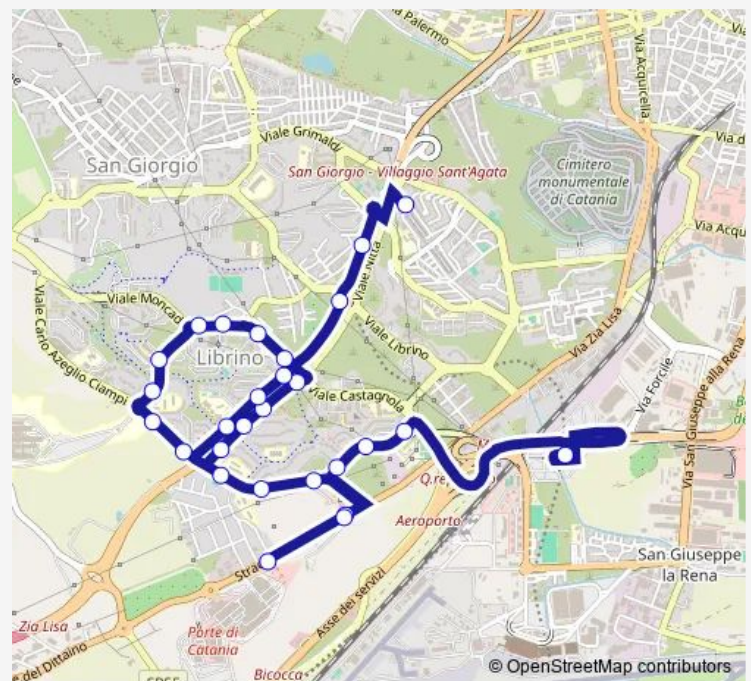 Via Palermo
Via Acquicella
Viale Grimaldi
San Giorgio
San Giorgio - Villaggio Sant'Agata
Cimitero
monumentale
di Catania
Via d
Via Acqu
Viale Nitta
Viale Moncad
Viale Carlo Azeglio Ciampi
Librino
Viale Librino
Via Zia Lisa
Viale Castagnola
Via Forcile
Via San Giuseppe alla Rena
Aeroporto
San Giuseppe
la Rena
Stra
Asse dei servizi
Zia Lisa
Porte di
Catania
e del Dittaino
Bicocca
© OpenStreetMap contributors